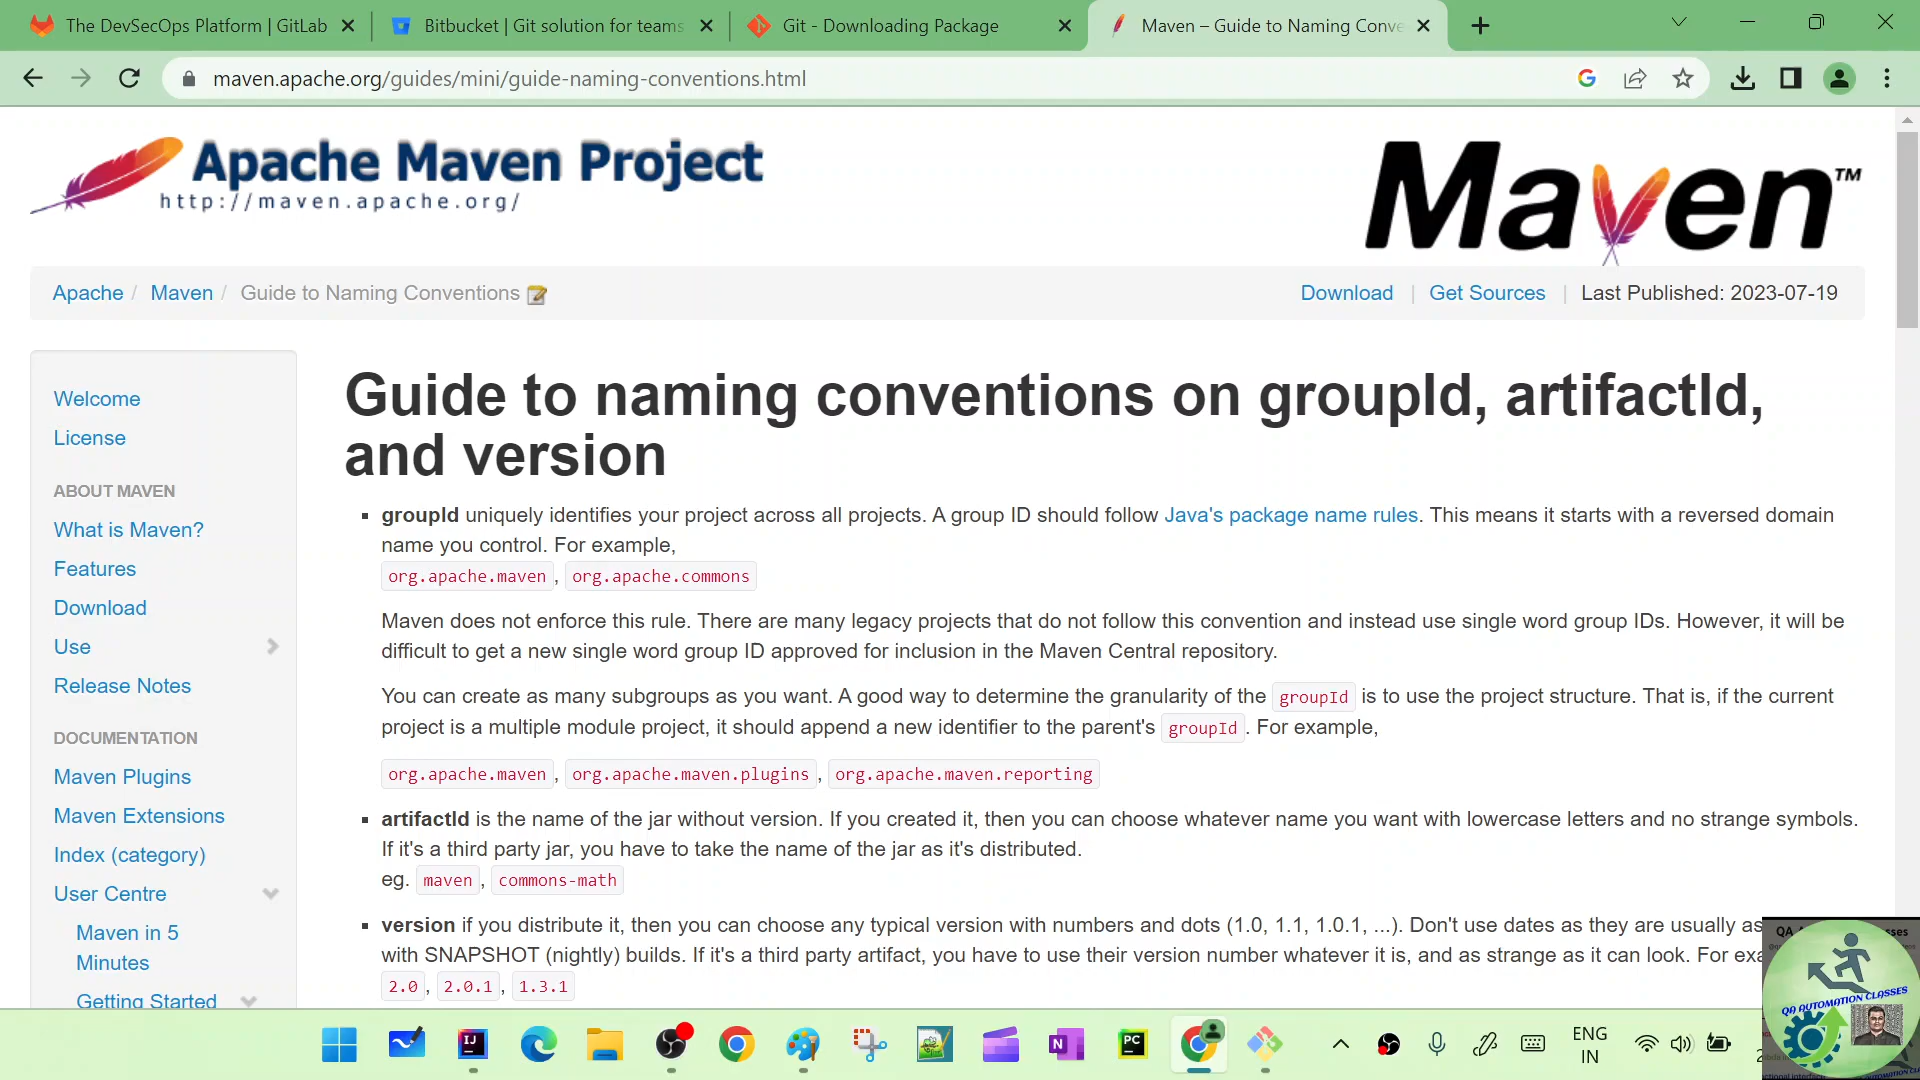 The DevSecOps Platform | GitLab
Bitbucket | Git solution for teams
Git - Downloading Package
Maven – Guide to Naming Conve
maven.apache.org/guides/mini/guide-naming-conventions.html
Apache Maven Project
http://maven.apache.org/
Maven™
Apache / Maven / Guide to Naming Conventions
Download | Get Sources | Last Published: 2023-07-19
Welcome
License
ABOUT MAVEN
What is Maven?
Features
Download
Use
Release Notes
DOCUMENTATION
Maven Plugins
Maven Extensions
Index (category)
User Centre
Maven in 5
Minutes
Getting Started
Guide to naming conventions on groupId, artifactId,
and version
groupId uniquely identifies your project across all projects. A group ID should follow Java's package name rules. This means it starts with a reversed domain
name you control. For example,
org.apache.maven , org.apache.commons
Maven does not enforce this rule. There are many legacy projects that do not follow this convention and instead use single word group IDs. However, it will be
difficult to get a new single word group ID approved for inclusion in the Maven Central repository.
You can create as many subgroups as you want. A good way to determine the granularity of the groupId is to use the project structure. That is, if the current
project is a multiple module project, it should append a new identifier to the parent's groupId . For example,
org.apache.maven , org.apache.maven.plugins , org.apache.maven.reporting
artifactId is the name of the jar without version. If you created it, then you can choose whatever name you want with lowercase letters and no strange symbols.
If it's a third party jar, you have to take the name of the jar as it's distributed.
eg. maven , commons-math
version if you distribute it, then you can choose any typical version with numbers and dots (1.0, 1.1, 1.0.1, ...). Don't use dates as they are usually as
with SNAPSHOT (nightly) builds. If it's a third party artifact, you have to use their version number whatever it is, and as strange as it can look. For exa
2.0 , 2.0.1 , 1.3.1
QA AUTOMATION CLASSES
IJ
N
PC
ENG
IN